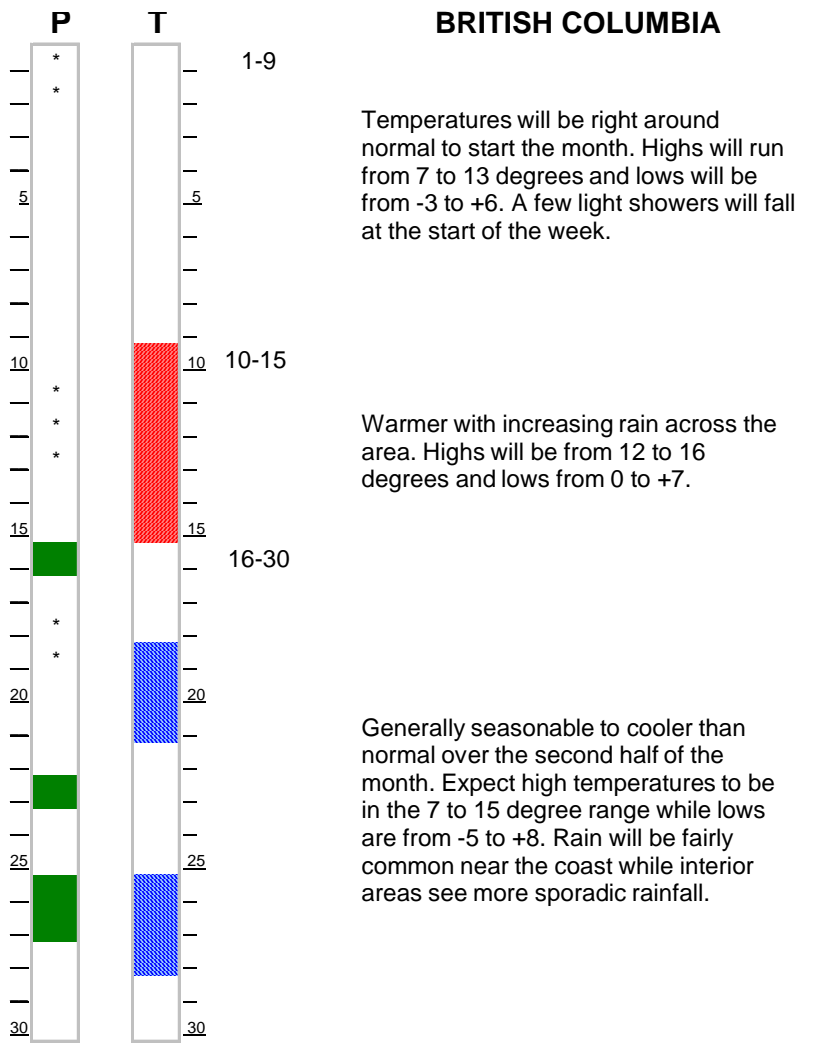 P T BRITISH COLUMBIA
* 1-9
*
Temperatures will be right around
normal to start the month. Highs will run
from 7 to 13 degrees and lows will be
5 5 from -3 to +6. A few light showers will fall
at the start of the week.
10 10 10-15
*
* Warmer with increasing rain across the
* area. Highs will be from 12 to 16
degrees and lows from 0 to +7.
15 15
16-30
*
*
20 20
Generally seasonable to cooler than
normal over the second half of the
month. Expect high temperatures to be
in the 7 to 15 degree range while lows
are from -5 to +8. Rain will be fairly
25 25 common near the coast while interior
areas see more sporadic rainfall.
30 30